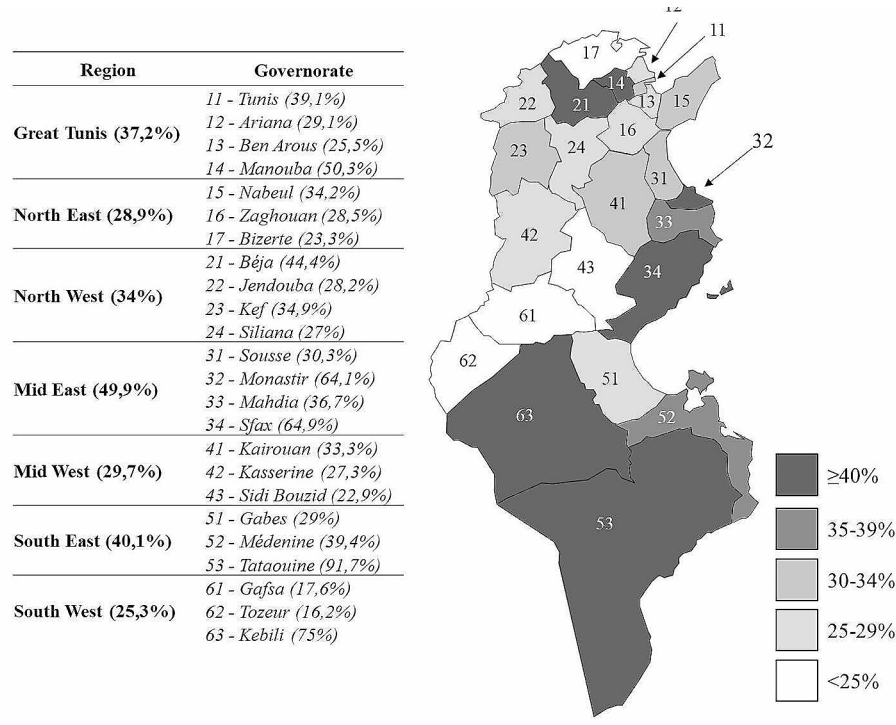 Region Governorate
Great Tunis (37,2%)
11 - Tunis (39,1%)
12 - Ariana (29,1%)
13 - Ben Arous (25,5%)
14 - Manouba (50,3%)
North East (28,9%)
15 - Nabeul (34,2%)
16 - Zaghouan (28,5%)
17 - Bizerte (23,3%)
North West (34%)
21 - Béja (44,4%)
22 - Jendouba (28,2%)
23 - Kef (34,9%)
24 - Siliana (27%)
Mid East (49,9%)
31 - Sousse (30,3%)
32 - Monastir (64,1%)
33 - Mahdia (36,7%)
34 - Sfax (64,9%)
Mid West (29,7%)
41 - Kairouan (33,3%)
42 - Kasserine (27,3%)
43 - Sidi Bouzid (22,9%)
South East (40,1%)
51 - Gabes (29%)
52 - Médenine (39,4%)
53 - Tataouine (91,7%)
South West (25,3%)
61 - Gafsa (17,6%)
62 - Tozeur (16,2%)
63 - Kebili (75%)
12
11
17
14
22
21
13
15
16
23
24
32
31
41
33
42
43
34
61
62
51
63
52
53
≥40%
35-39%
30-34%
25-29%
<25%